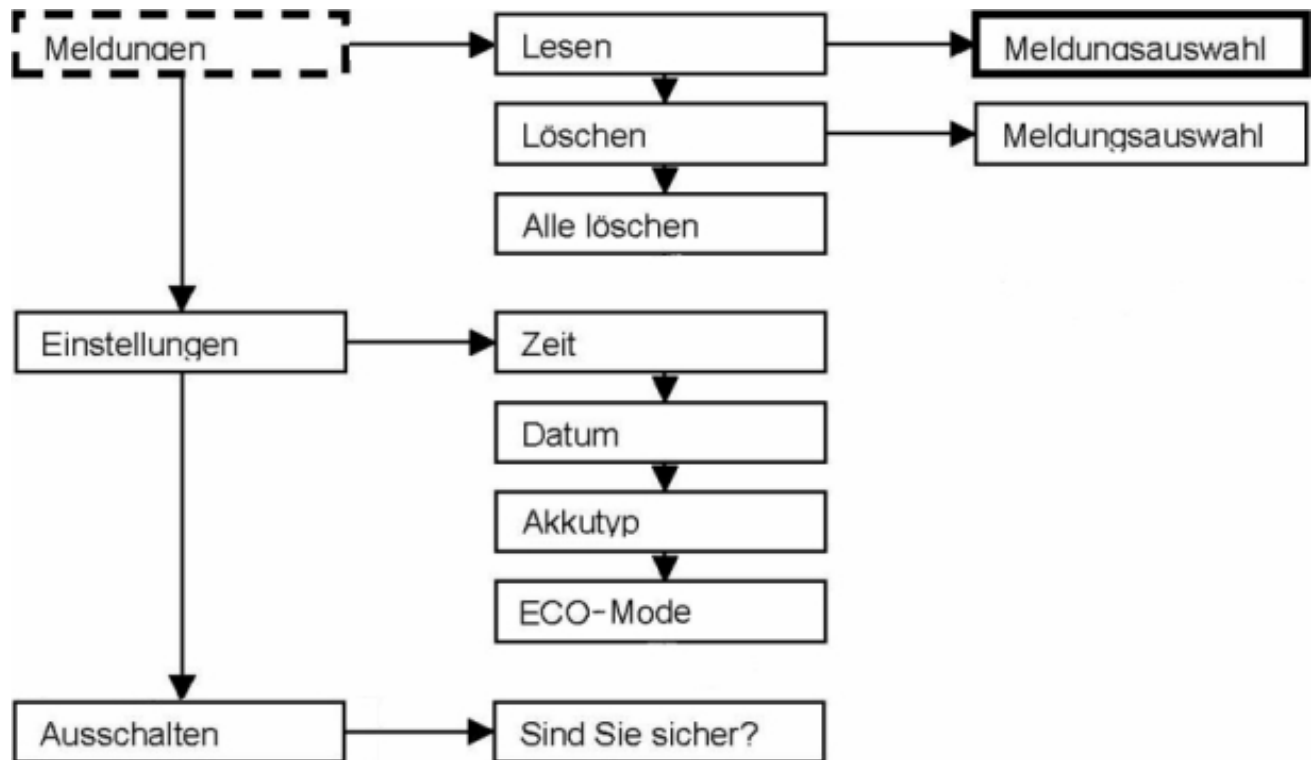 Meldungen
Lesen
Meldungsauswahl
Löschen
Meldungsauswahl
Alle löschen
Einstellungen
Zeit
Datum
Akkutyp
ECO-Mode
Ausschalten
Sind Sie sicher?